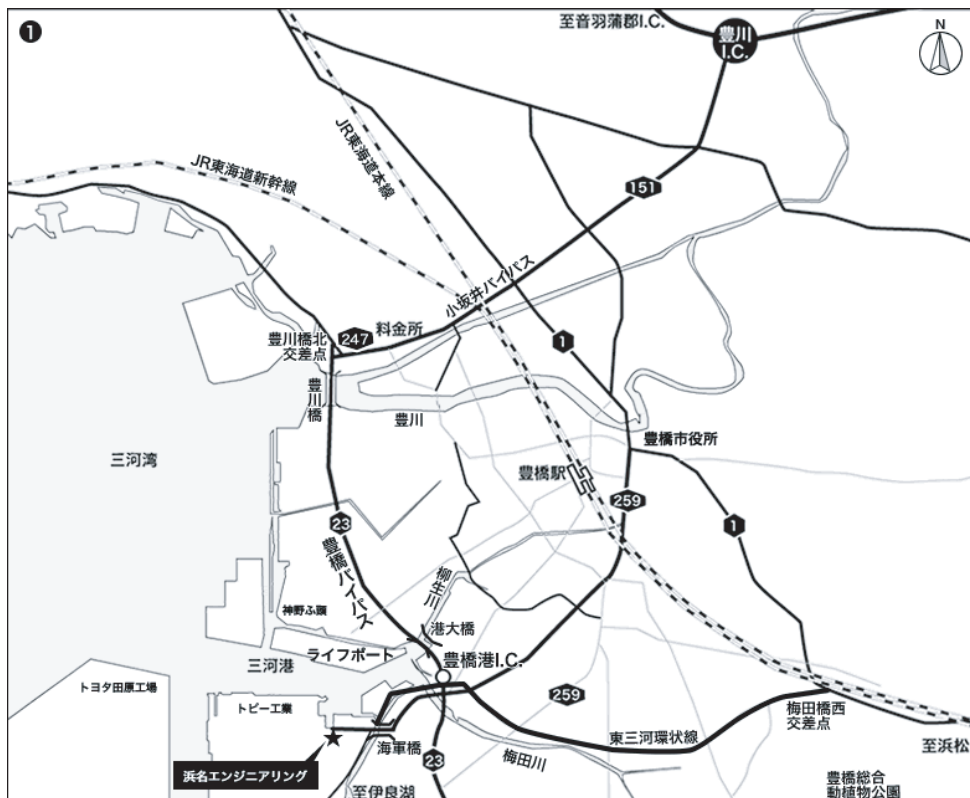 1
至音羽蒲郡I.C.
豊川
I.C.
N
JR東海道新幹線
JR東海道本線
151
小坂井バイパス
料金所
247
豊川橋北
交差点
1
豊川橋
豊川
豊橋市役所
三河湾
豊橋駅
259
23
1
豊橋バイパス
柳生川
神野ふ頭
港大橋
ライフポート
豊橋港I.C.
三河港
トヨタ田原工場
259
トピー工業
梅田橋西
交差点
東三河環状線
海軍橋
至浜松
23
梅田川
浜名エンジニアリング
至伊良湖
豊橋総合
動植物公園